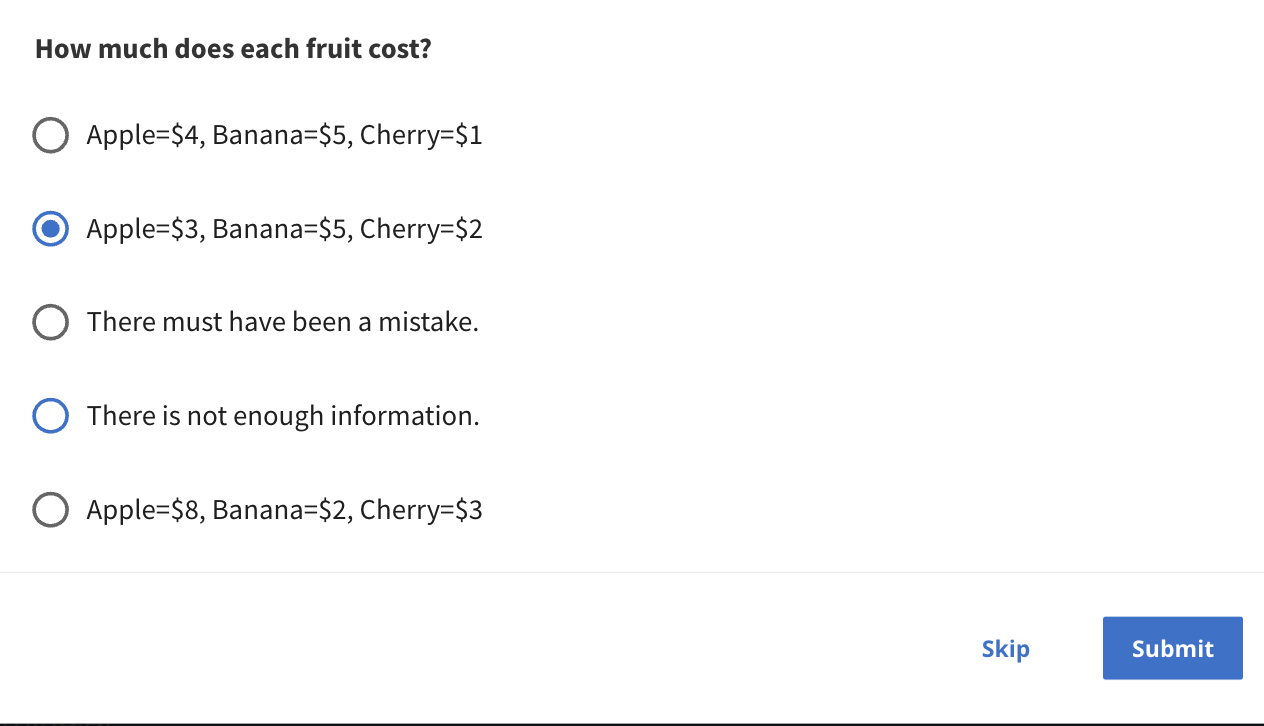 How much does each fruit cost?
Apple=$4, Banana=$5, Cherry=$1
Apple=$3, Banana=$5, Cherry=$2
There must have been a mistake.
There is not enough information.
Apple=$8, Banana=$2, Cherry=$3
Skip
Submit